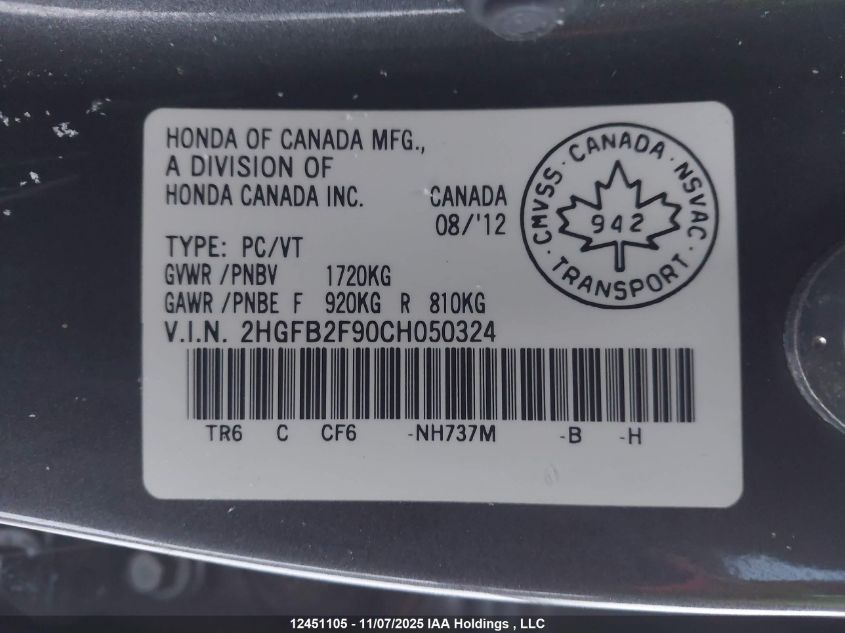 HONDA OF CANADA MFG.,
A DIVISION OF
HONDA CANADA INC. CANADA
08/'12
TYPE: PC/VT
GVWR /PNBV 1720KG
GAWR /PNBE F 920KG R 810KG
V.I.N. 2HGFB2F90CH050324
TR6 C CF6 -NH737M -B -H
CMVSS · CANADA · NSVAC
942
· TRANSPORT ·
12451105 - 11/07/2025 IAA Holdings , LLC